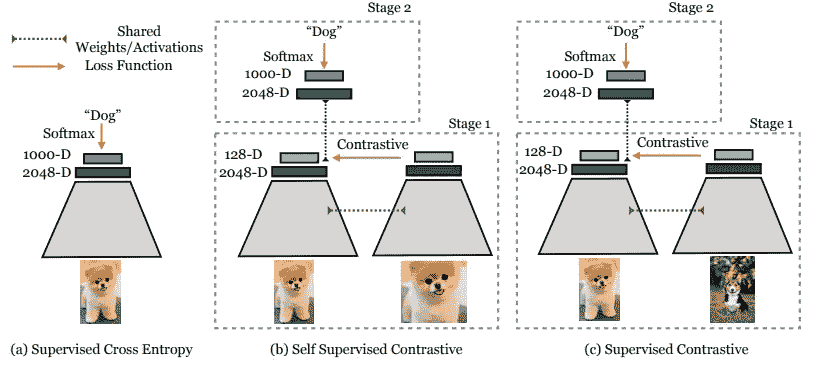 Shared
Weights/Activations
Loss Function
“Dog”
Softmax
1000-D
2048-D
(a) Supervised Cross Entropy
Stage 2
“Dog”
Softmax
1000-D
2048-D
Stage 1
Contrastive
128-D
2048-D
(b) Self Supervised Contrastive
Stage 2
“Dog”
Softmax
1000-D
2048-D
Stage 1
Contrastive
128-D
2048-D
(c) Supervised Contrastive